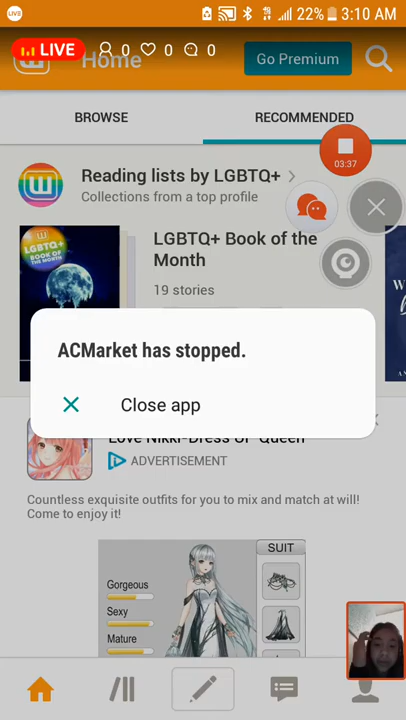 LIVE 22% 3:10 AM
LIVE 0 0 0
Home Go Premium
BROWSE RECOMMENDED
03:37
Reading lists by LGBTQ+
Collections from a top profile
LGBTQ+
BOOK OF
THE
MONTH
LGBTQ+ Book of the
Month
19 stories
ACMarket has stopped.
Close app
Love Nikki-Dress UP Queen
ADVERTISEMENT
Countless exquisite outfits for you to mix and match at will!
Come to enjoy it!
SUIT
Gorgeous
Sexy
Mature